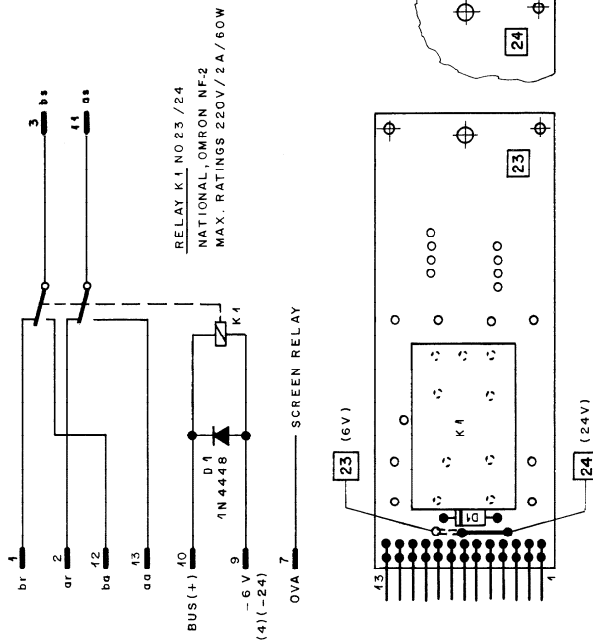 3 bs
11 as
RELAY K1 NO 23/24
NATIONAL, OMRON NF-2
MAX. RATINGS 220V/2A/60W
K1
D1
1N4448
SCREEN RELAY
1
br
2
ar
12
ba
13
aa
10
BUS(+)
9
-6V
(4)(-24)
7
OVA
24
23
23 (6V)
K1
D1
24 (24V)
13
1